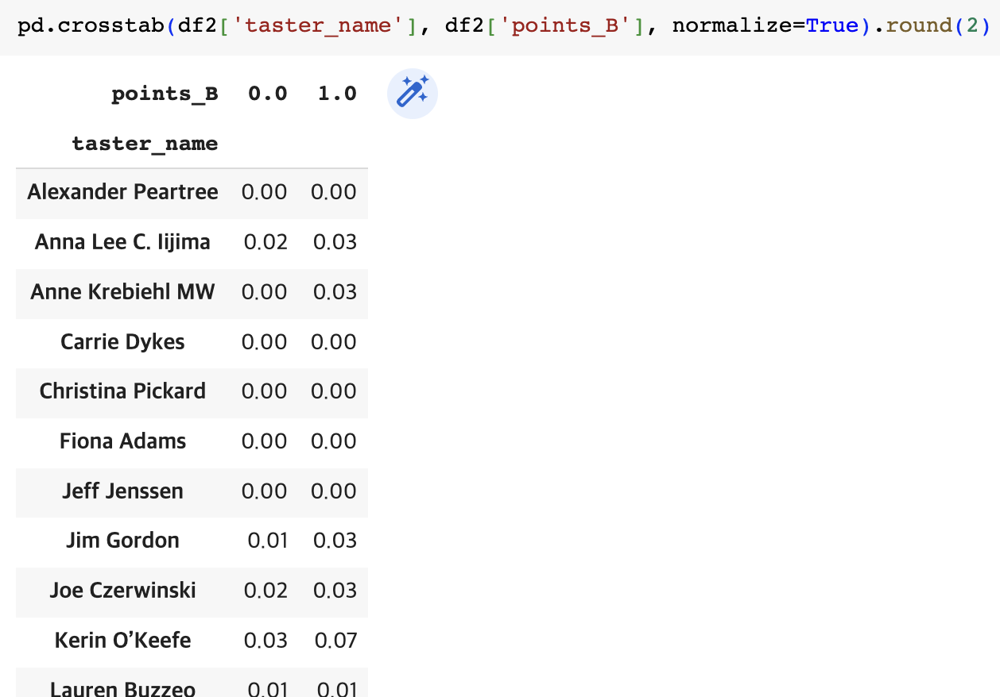 pd.crosstab(df2['taster_name'], df2['points_B'], normalize=True).round(2)
points_B 0.0 1.0
taster_name
Alexander Peartree 0.00 0.00
Anna Lee C. Iijima 0.02 0.03
Anne Krebiehl MW 0.00 0.03
Carrie Dykes 0.00 0.00
Christina Pickard 0.00 0.00
Fiona Adams 0.00 0.00
Jeff Jenssen 0.00 0.00
Jim Gordon 0.01 0.03
Joe Czerwinski 0.02 0.03
Kerin O’Keefe 0.03 0.07
Lauren Buzzeo 0.01 0.01